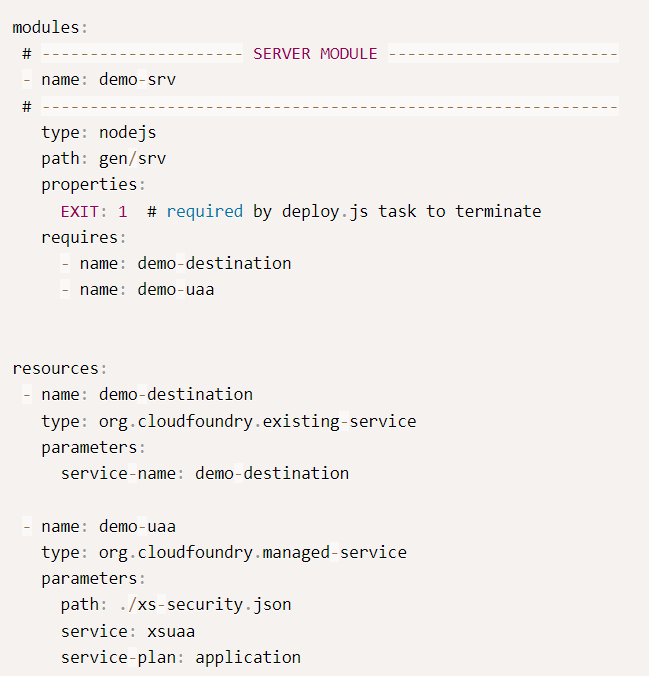 modules:
 # --------------------- SERVER MODULE ------------------------
 - name: demo-srv
 # ------------------------------------------------------------
   type: nodejs
   path: gen/srv
   properties:
     EXIT: 1  # required by deploy.js task to terminate
   requires:
     - name: demo-destination
     - name: demo-uaa
resources:
 - name: demo-destination
   type: org.cloudfoundry.existing-service
   parameters:
     service-name: demo-destination
 - name: demo-uaa
   type: org.cloudfoundry.managed-service
   parameters:
     path: ./xs-security.json
     service: xsuaa
     service-plan: application